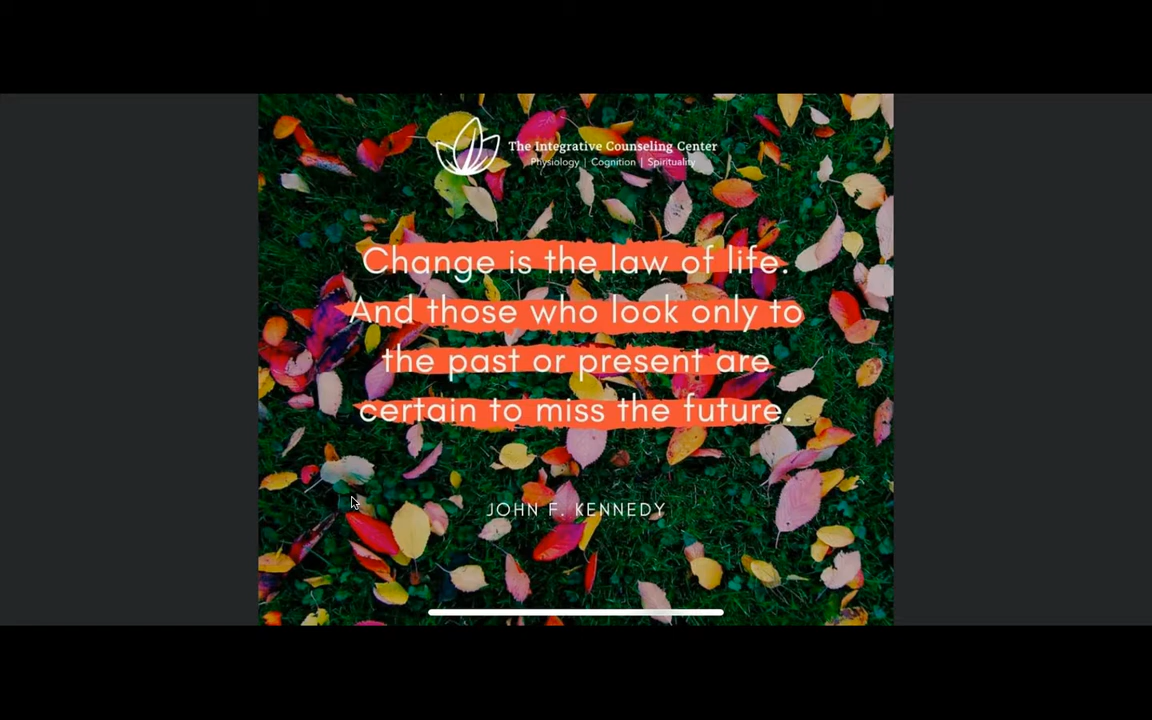 The Integrative Counseling Center
Physiology | Cognition | Spirituality
Change is the law of life.
And those who look only to
the past or present are
certain to miss the future.
JOHN F. KENNEDY